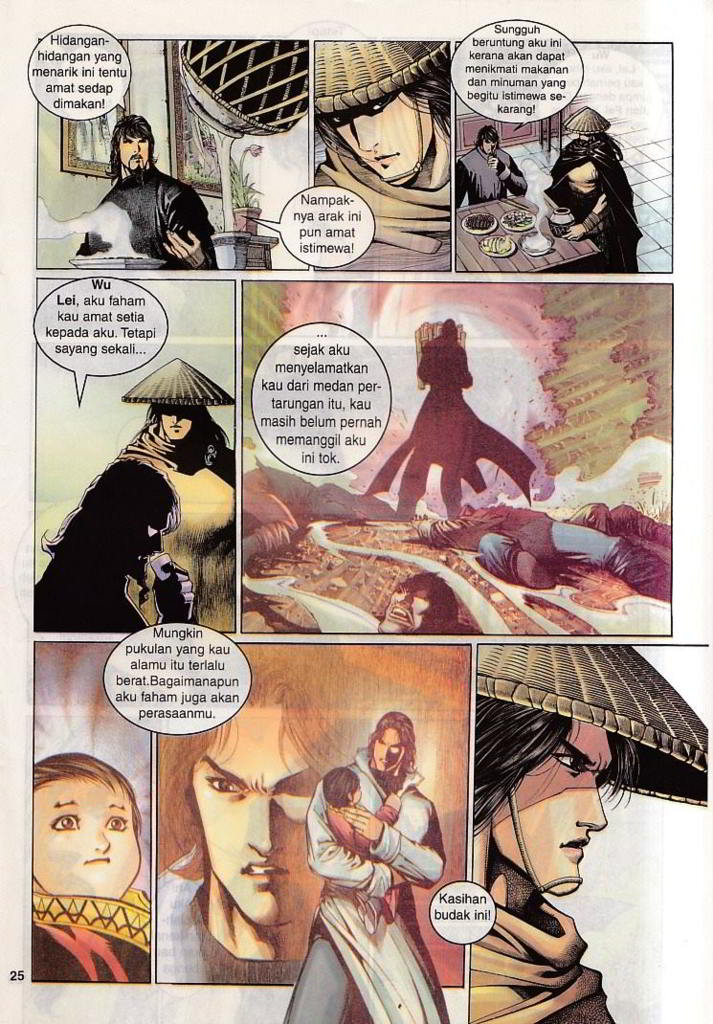 Hidangan-
hidangan yang
menarik ini tentu
amat sedap
dimakan!
Nampak-
nya arak ini
pun amat
istimewa!
Sungguh
beruntung aku ini
kerana akan dapat
menikmati makanan
dan minuman yang
begitu istimewa se-
karang!
Wu
Lei, aku faham
kau amat setia
kepada aku. Tetapi
sayang sekali...
...
sejak aku
menyelamatkan
kau dari medan per-
tarungan itu, kau
masih belum pernah
memanggil aku
ini tok.
Mungkin
pukulan yang kau
alamu itu terlalu
berat.Bagaimanapun
aku faham juga akan
perasaanmu.
Kasihan
budak ini!
25